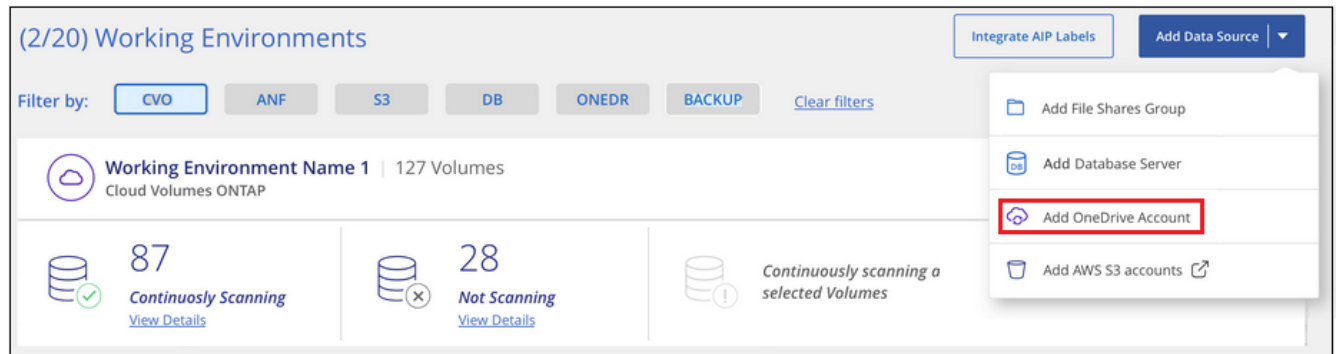 (2/20) Working Environments
Integrate AIP Labels
Add Data Source
Filter by:
CVO
ANF
S3
DB
ONEDR
BACKUP
Clear filters
Add File Shares Group
DB
Add Database Server
Add OneDrive Account
Add AWS S3 accounts
Working Environment Name 1 | 127 Volumes
Cloud Volumes ONTAP
87
Continuosly Scanning
View Details
28
Not Scanning
View Details
Continuously scanning a
selected Volumes